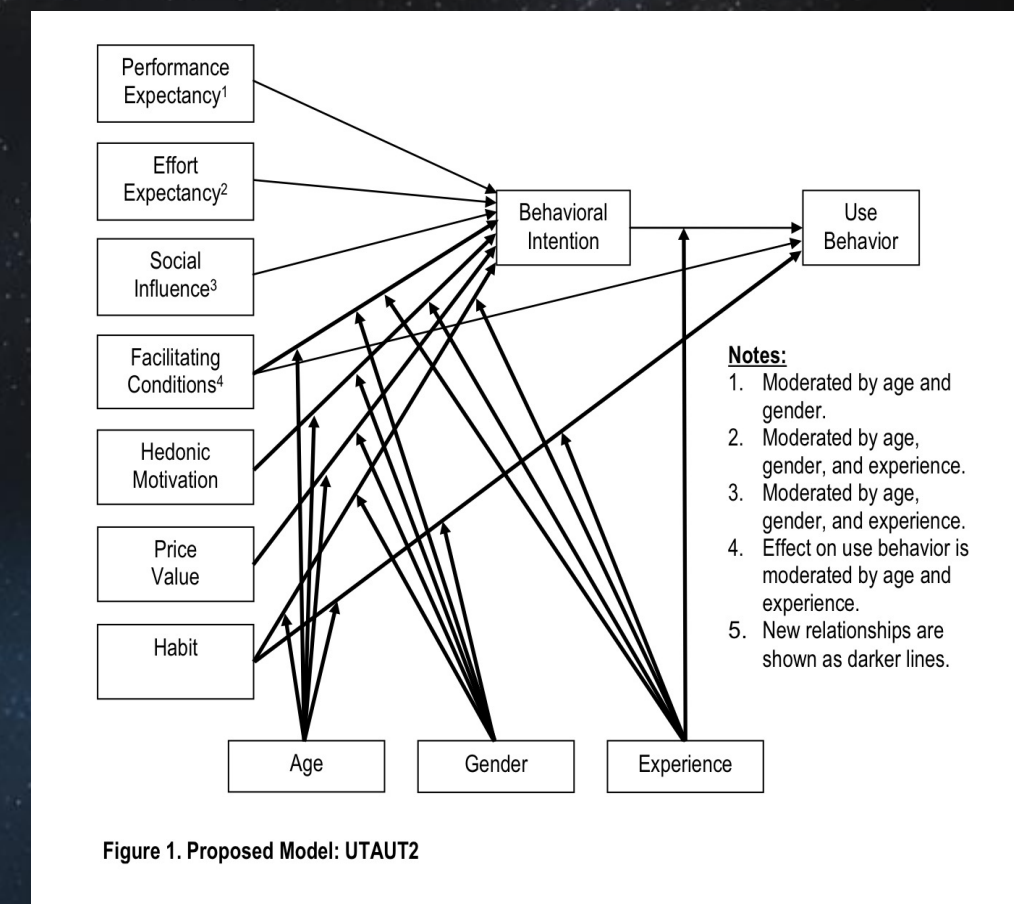 Performance
Expectancy¹
Effort
Expectancy²
Social
Influence³
Facilitating
Conditions⁴
Hedonic
Motivation
Price
Value
Habit
Behavioral
Intention
Use
Behavior
Notes:
1. Moderated by age and
gender.
2. Moderated by age,
gender, and experience.
3. Moderated by age,
gender, and experience.
4. Effect on use behavior is
moderated by age and
experience.
5. New relationships are
shown as darker lines.
Age
Gender
Experience
Figure 1. Proposed Model: UTAUT2